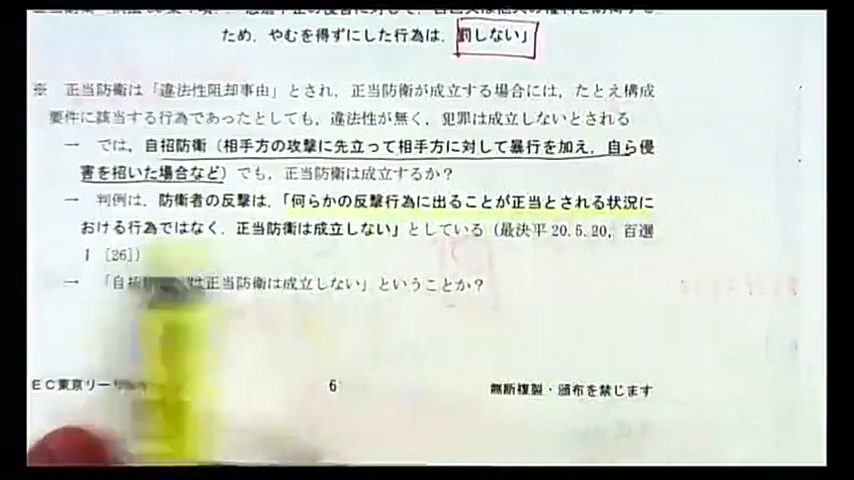 ため、やむを得ずにした行為は、罰しない」
※ 正当防衛は「違法性阻却事由」とされ、正当防衛が成立する場合には、たとえ構成
要件に該当する行為であったとしても、違法性が無く、犯罪は成立しないとされる
→ では、自招防衛（相手方の攻撃に先立って相手方に対して暴行を加え、自ら侵
害を招いた場合など）でも、正当防衛は成立するか？
→ 判例は、防衛者の反撃は、「何らかの反撃行為に出ることが正当とされる状況に
おける行為ではなく、正当防衛は成立しない」としている（最決平20.5.20，百選
Ⅰ［26］）
→ 「自招 は正当防衛は成立しない」ということか？
EC東京リー
6
無断複製・頒布を禁じます